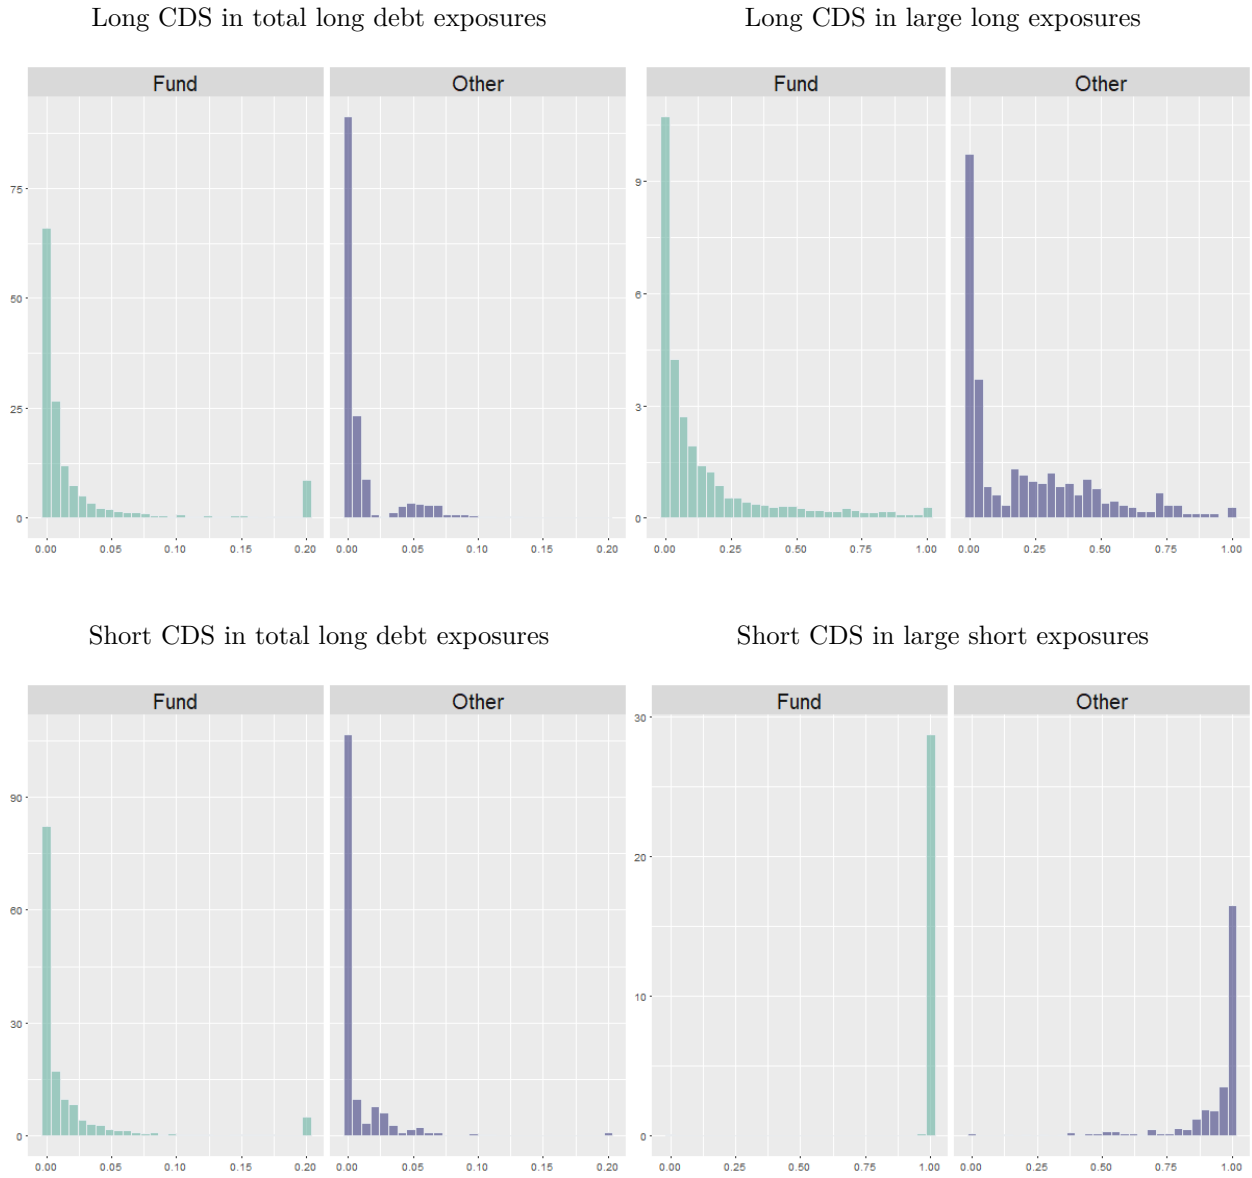 Long CDS in total long debt exposures
Fund Other
75
50
25
0
0.00 0.05 0.10 0.15 0.20 0.00 0.05 0.10 0.15 0.20
Long CDS in large long exposures
Fund Other
9
6
3
0
0.00 0.25 0.50 0.75 1.00 0.00 0.25 0.50 0.75 1.00
Short CDS in total long debt exposures
Fund Other
90
60
30
0
0.00 0.05 0.10 0.15 0.20 0.00 0.05 0.10 0.15 0.20
Short CDS in large short exposures
Fund Other
30
20
10
0
0.00 0.25 0.50 0.75 1.00 0.00 0.25 0.50 0.75 1.00